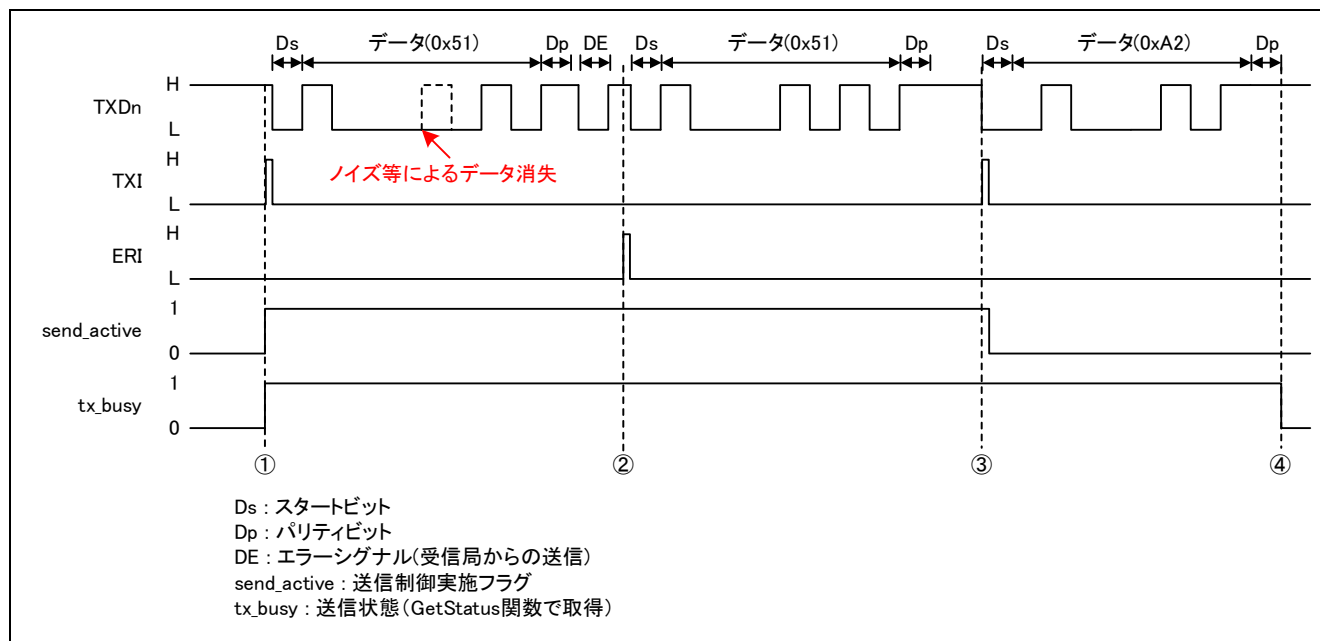 Ds データ(0x51) Dp DE Ds データ(0x51) Dp Ds データ(0xA2) Dp
H
TXDn
L
ノイズ等によるデータ消失
H
TXI
L
H
ERI
L
1
send_active
0
1
tx_busy
0
① ② ③ ④
Ds : スタートビット
Dp : パリティビット
DE : エラーシグナル(受信局からの送信)
send_active : 送信制御実施フラグ
tx_busy : 送信状態(GetStatus関数で取得)